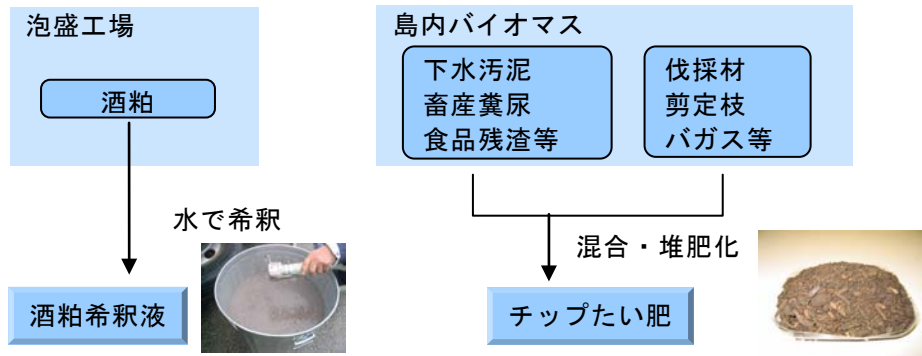 泡盛工場
酒粕
水で希釈
酒粕希釈液
島内バイオマス
下水汚泥
畜産糞尿
食品残渣等
伐採材
剪定枝
バガス等
混合・堆肥化
チップたい肥